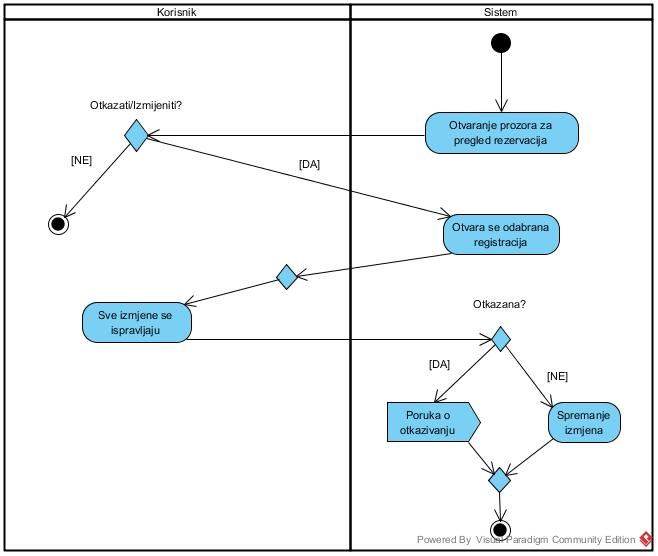 Korisnik
Sistem
Otkazati/Izmijeniti?
Otvaranje prozora za
pregled rezervacija
[NE]
[DA]
Otvara se odabrana
registracija
Sve izmjene se
ispravljaju
Otkazana?
[DA]
[NE]
Poruka o
otkazivanju
Spremanje
izmjena
Powered By Visual Paradigm Community Edition